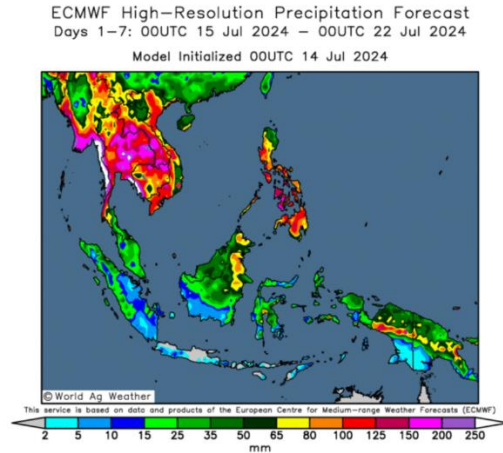 ECMWF High-Resolution Precipitation Forecast
Days 1-7: 00UTC 15 Jul 2024 - 00UTC 22 Jul 2024
Model Initialized 00UTC 14 Jul 2024
© World Ag Weather
This service is based on data and products of the European Centre for Medium-range Weather Forecasts (ECMWF)
2 5 10 15 25 35 50 65 80 100 125 150 200 250
mm